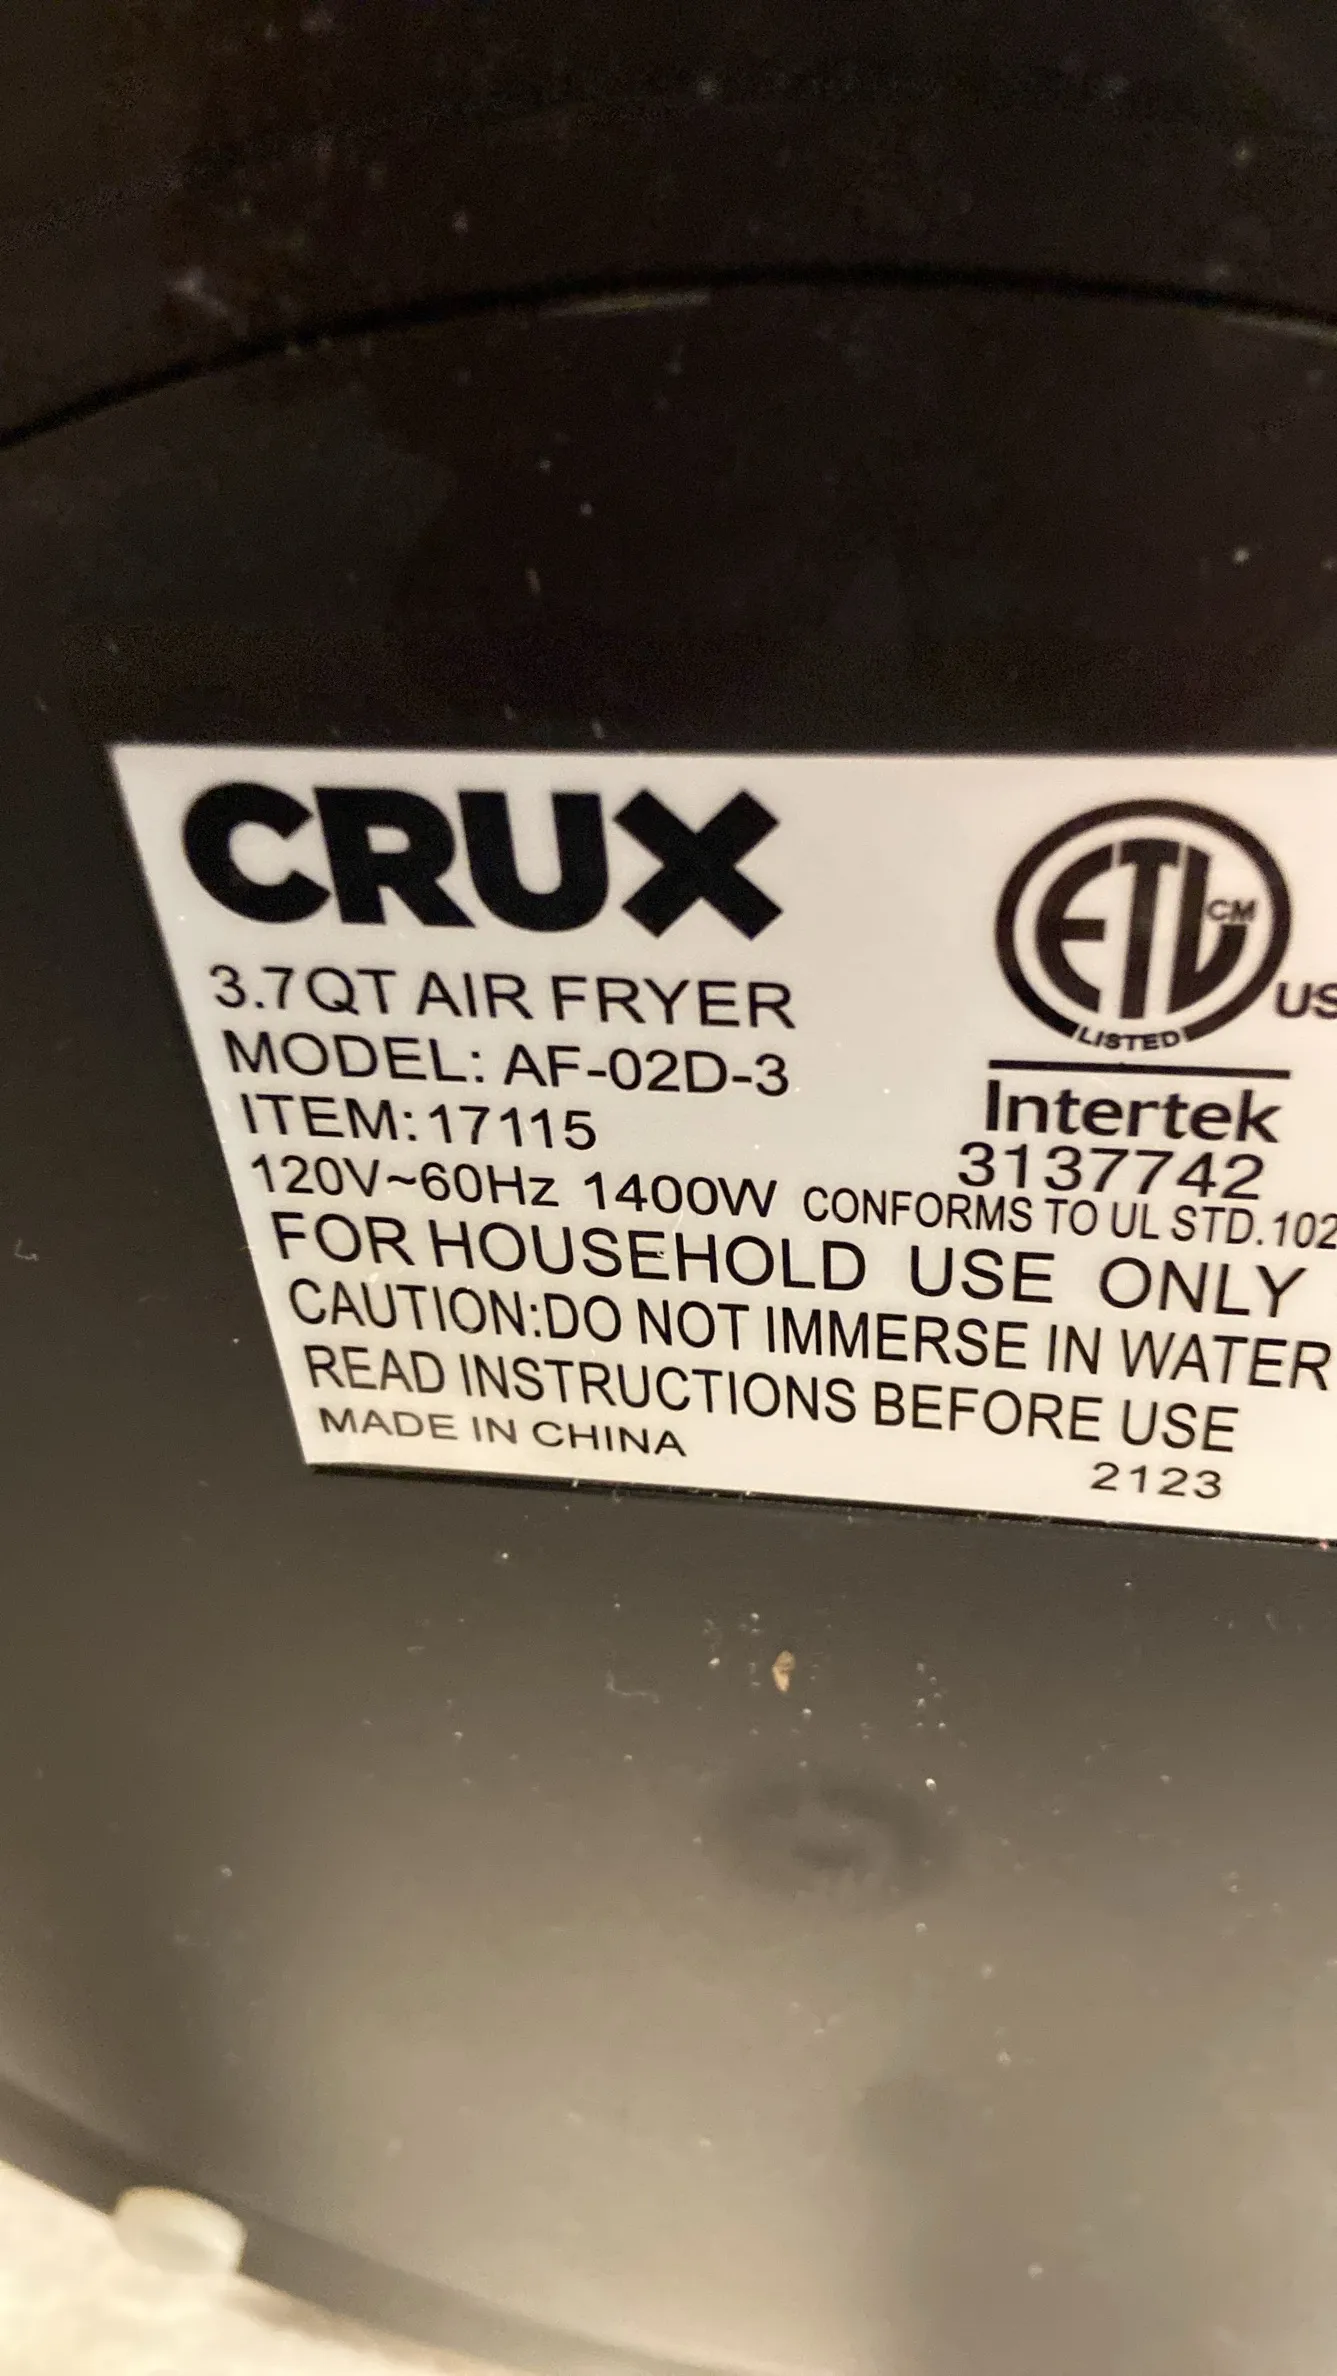 CRUX
3.7QT AIR FRYER
MODEL: AF-02D-3
ITEM:17115
120V~60Hz 1400W
ETL CM
LISTED
US
Intertek
3137742
CONFORMS TO UL STD.102
FOR HOUSEHOLD USE ONLY
CAUTION:DO NOT IMMERSE IN WATER
READ INSTRUCTIONS BEFORE USE
MADE IN CHINA
2123